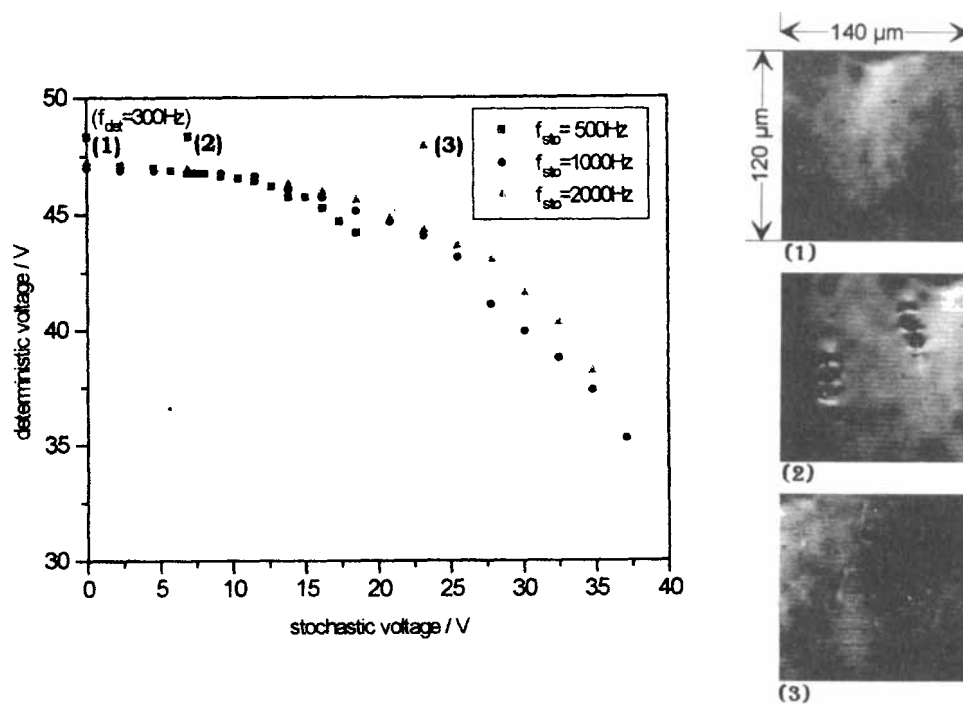 50
45
40
35
30
deterministic voltage / V
(f_det=300Hz)
(1)
(2)
(3)
f_sto= 500Hz
f_sto=1000Hz
f_sto=2000Hz
0 5 10 15 20 25 30 35 40
stochastic voltage / V
140 µm
120 µm
(1)
(2)
(3)